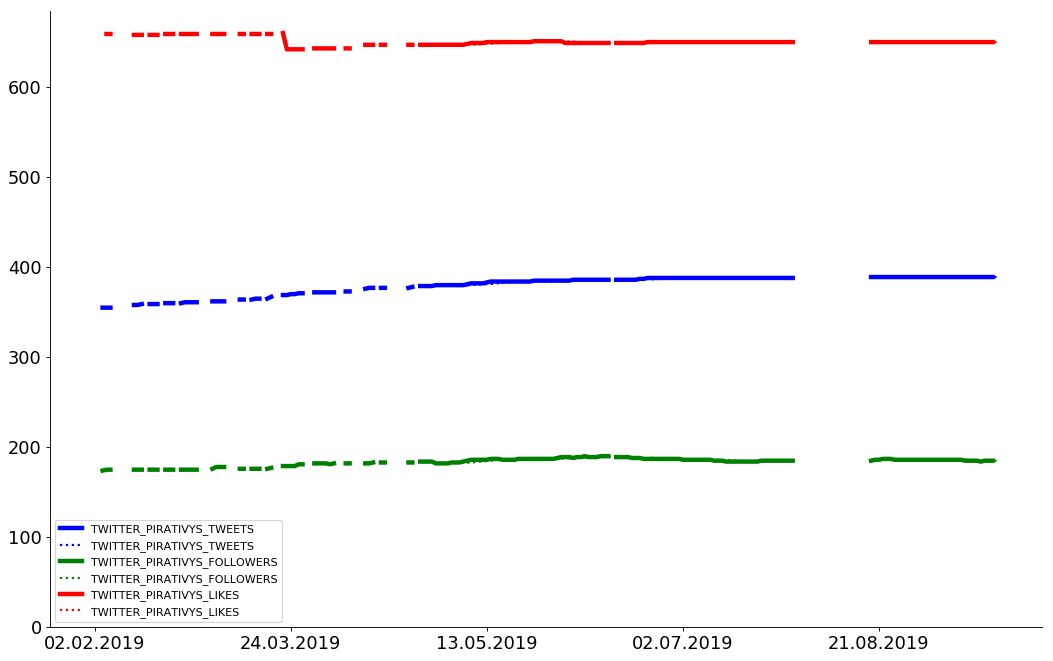 600
500
400
300
200
100
0
TWITTER_PIRATIVYS_TWEETS
TWITTER_PIRATIVYS_TWEETS
TWITTER_PIRATIVYS_FOLLOWERS
TWITTER_PIRATIVYS_FOLLOWERS
TWITTER_PIRATIVYS_LIKES
TWITTER_PIRATIVYS_LIKES
02.02.2019 24.03.2019 13.05.2019 02.07.2019 21.08.2019